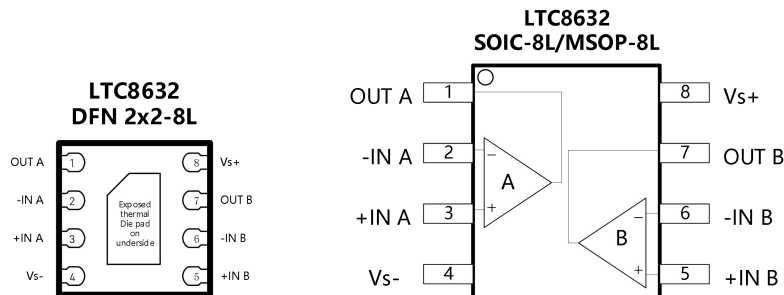 LTC8632
DFN 2x2-8L
OUT A 1 8 Vs+
-IN A 2 7 OUT B
+IN A 3 6 -IN B
Vs- 4 5 +IN B
Exposed
thermal
Die pad
on
underside
LTC8632
SOIC-8L/MSOP-8L
OUT A 1 8 Vs+
-IN A 2 7 OUT B
+IN A 3 6 -IN B
Vs- 4 5 +IN B
− A +
− B +